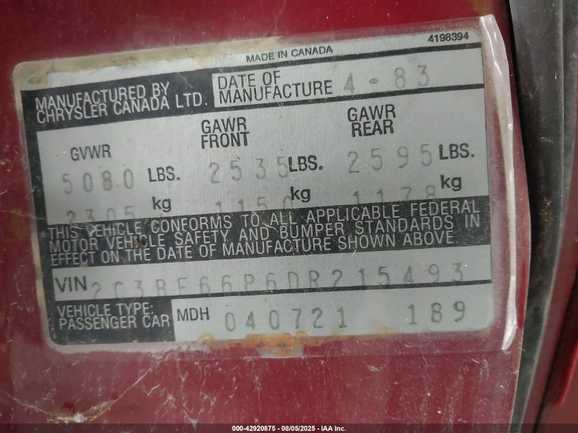 4198394
MADE IN CANADA
MANUFACTURED BY
CHRYSLER CANADA LTD.
DATE OF
MANUFACTURE 4-83
GVWR
GAWR
FRONT
GAWR
REAR
5080 LBS. 2535 LBS. 2595 LBS.
2305 kg 1150 kg 1178 kg
THIS VEHICLE CONFORMS TO ALL APPLICABLE FEDERAL
MOTOR VEHICLE SAFETY AND BUMPER STANDARDS IN
EFFECT ON THE DATE OF MANUFACTURE SHOWN ABOVE.
VIN 2C3BF66P6DR215493
VEHICLE TYPE:
PASSENGER CAR
MDH 040721 189
000-42920875 - 08/05/2025 - IAA Inc.